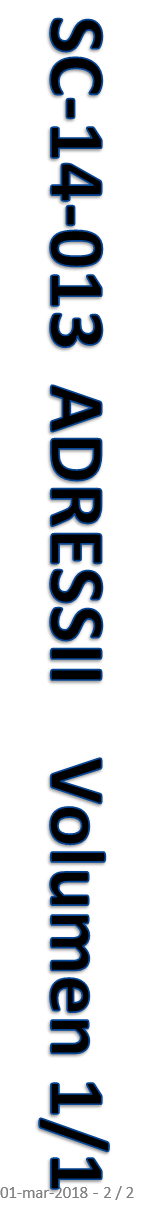 SC-14-013 ADRESSII Volumen 1/1
01-mar-2018 - 2 / 2